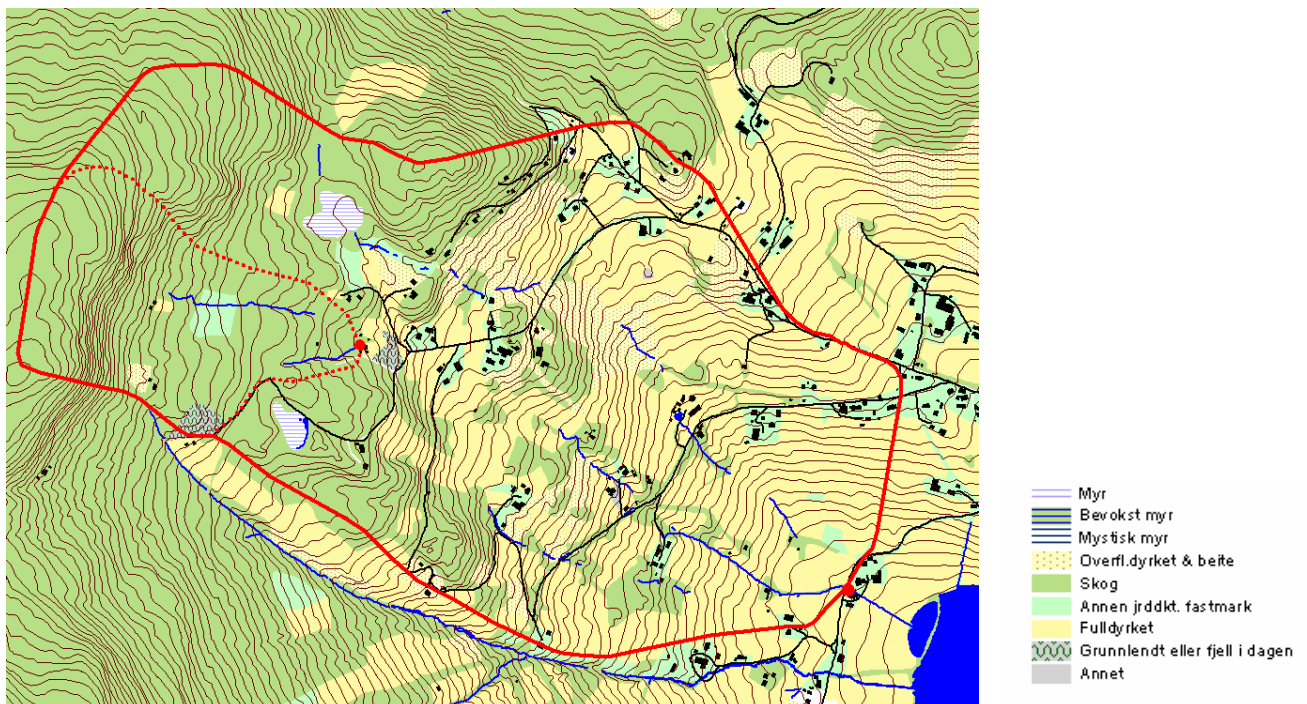 Myr
Bevokst myr
Mystisk myr
Overfl.dyrket & beite
Skog
Annen jrddkt. fastmark
Fulldyrket
Grunnlendt eller fjell i dagen
Annet